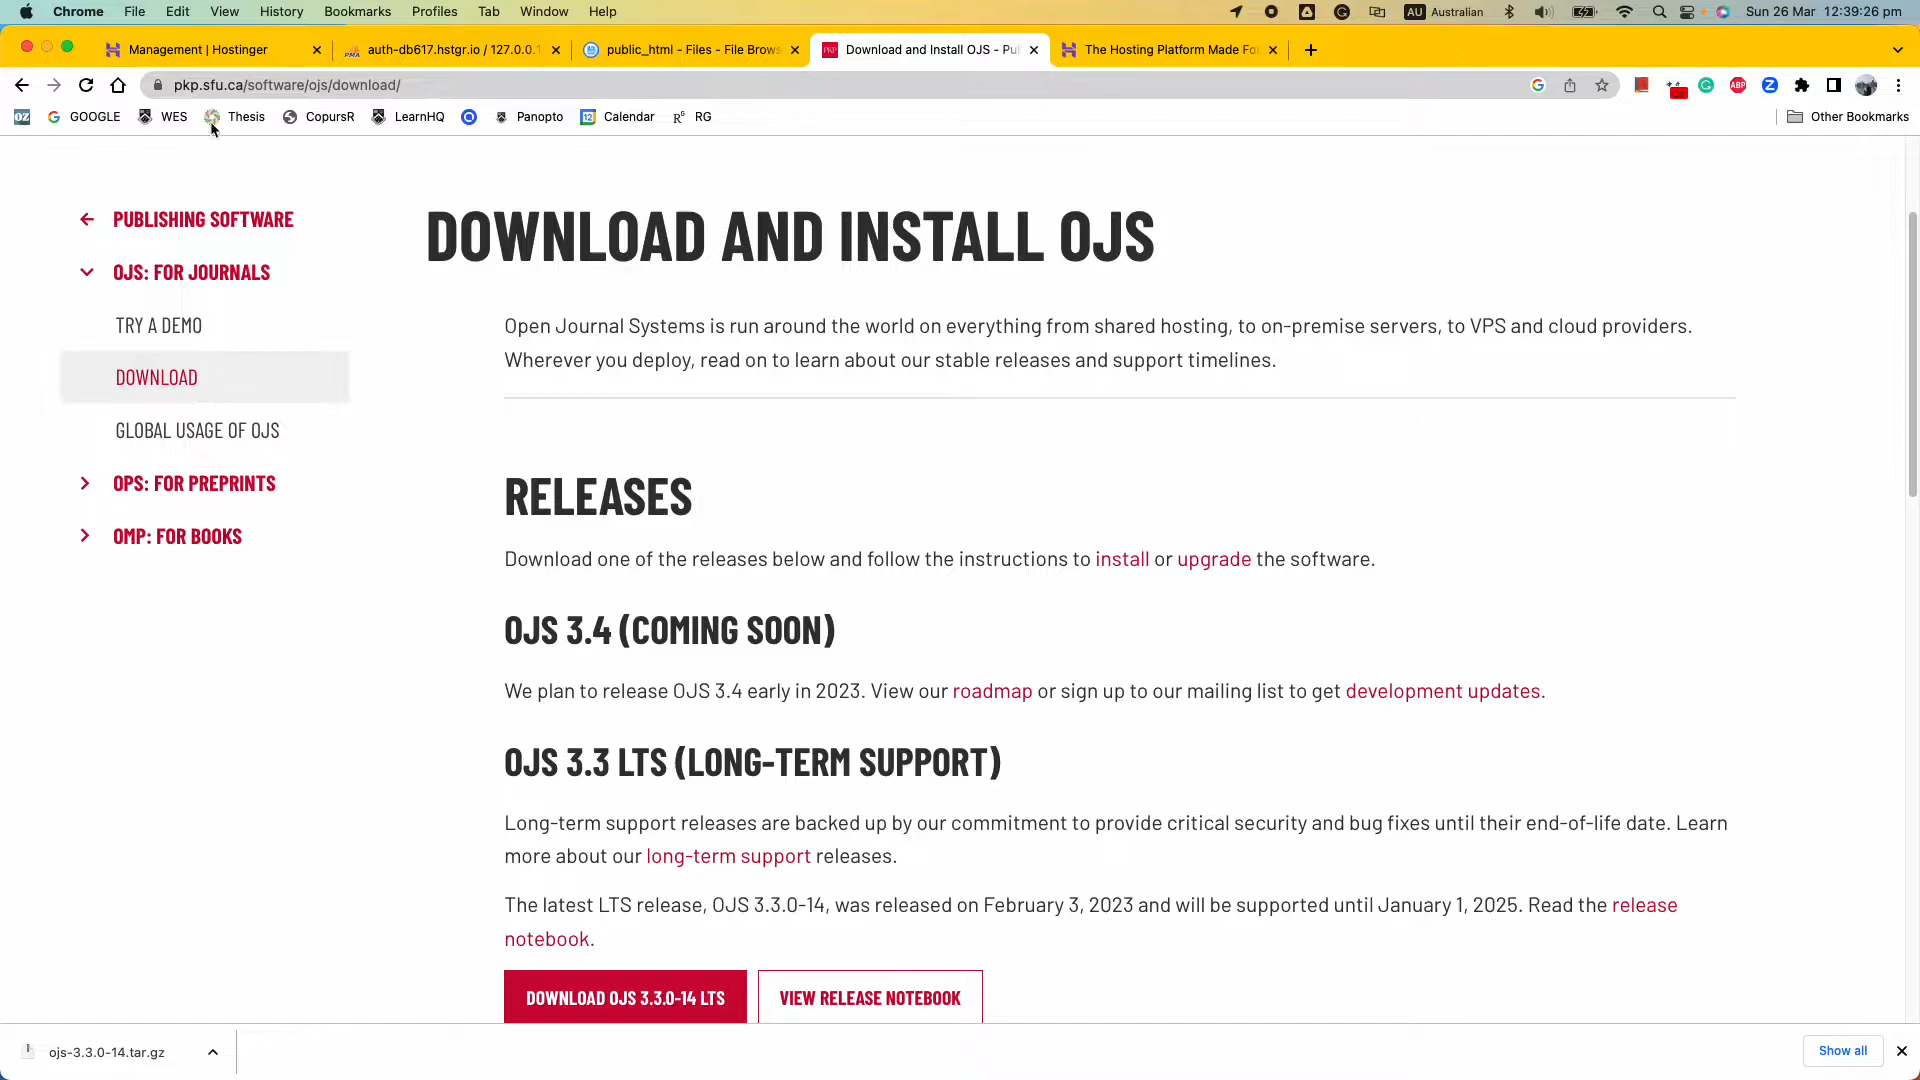 Chrome File Edit View History Bookmarks Profiles Tab Window Help AU Australian Sun 26 Mar 12:39:26 pm
Management | Hostinger auth-db617.hstgr.io / 127.0.0.1 public_html - Files - File Brows Download and Install OJS - Pu The Hosting Platform Made Fo
pkp.sfu.ca/software/ojs/download/
GOOGLE WES Thesis CopursR LearnHQ Panopto 12 Calendar RG Other Bookmarks
PUBLISHING SOFTWARE
OJS: FOR JOURNALS
TRY A DEMO
DOWNLOAD
GLOBAL USAGE OF OJS
OPS: FOR PREPRINTS
OMP: FOR BOOKS
DOWNLOAD AND INSTALL OJS
Open Journal Systems is run around the world on everything from shared hosting, to on-premise servers, to VPS and cloud providers.
Wherever you deploy, read on to learn about our stable releases and support timelines.
RELEASES
Download one of the releases below and follow the instructions to install or upgrade the software.
OJS 3.4 (COMING SOON)
We plan to release OJS 3.4 early in 2023. View our roadmap or sign up to our mailing list to get development updates.
OJS 3.3 LTS (LONG-TERM SUPPORT)
Long-term support releases are backed up by our commitment to provide critical security and bug fixes until their end-of-life date. Learn
more about our long-term support releases.
The latest LTS release, OJS 3.3.0-14, was released on February 3, 2023 and will be supported until January 1, 2025. Read the release
notebook.
DOWNLOAD OJS 3.3.0-14 LTS VIEW RELEASE NOTEBOOK
ojs-3.3.0-14.tar.gz Show all